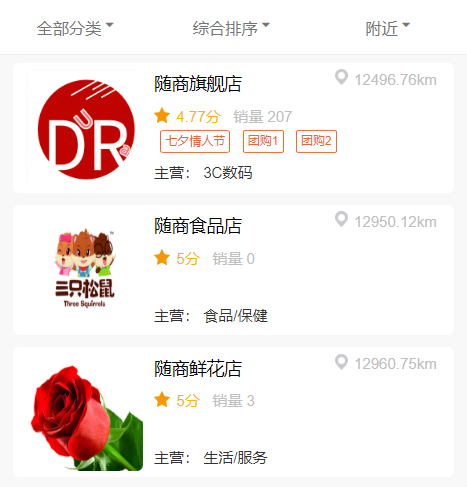 全部分类 综合排序 附近
随商旗舰店 12496.76km
4.77分 销量 207
七夕情人节 团购1 团购2
主营： 3C数码
DUR
随商食品店 12950.12km
5分 销量 0
三只松鼠
Three Squirrels
主营： 食品/保健
随商鲜花店 12960.75km
5分 销量 3
主营： 生活/服务